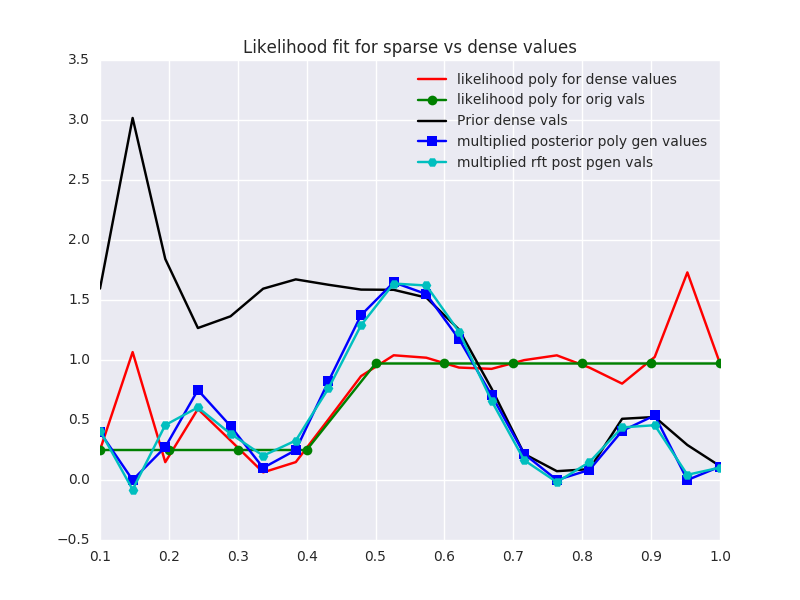 Likelihood fit for sparse vs dense values
3.5
3.0
2.5
2.0
1.5
1.0
0.5
0.0
−0.5
likelihood poly for dense values
likelihood poly for orig vals
Prior dense vals
multiplied posterior poly gen values
multiplied rft post pgen vals
0.1 0.2 0.3 0.4 0.5 0.6 0.7 0.8 0.9 1.0